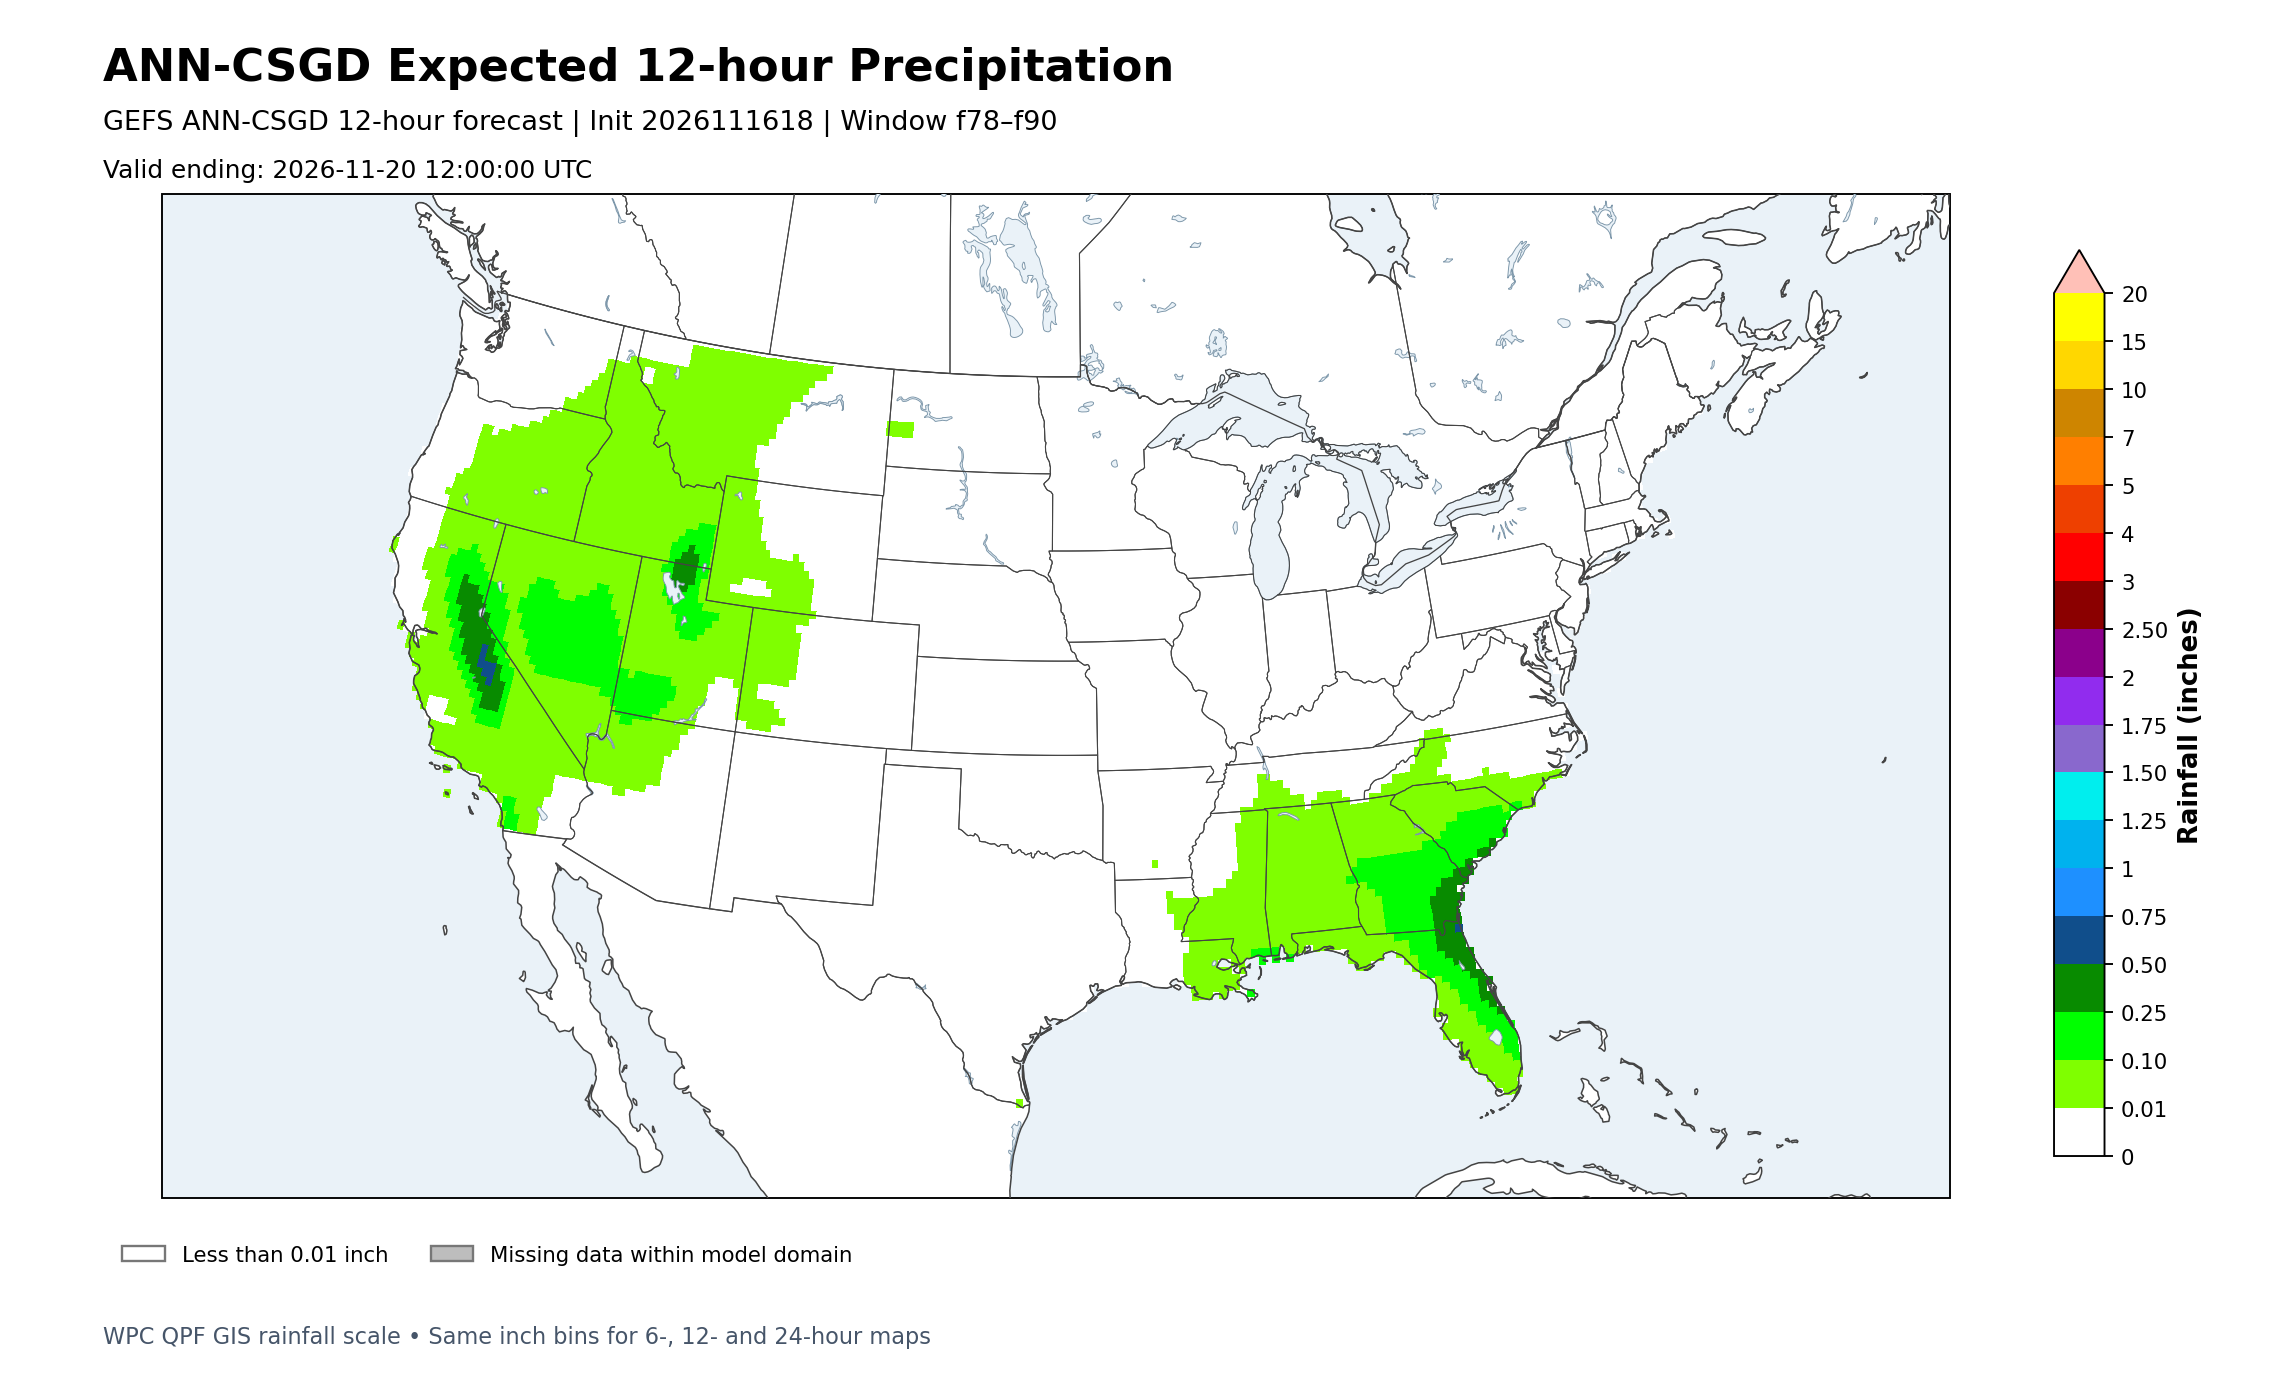 ANN-CSGD Expected 12-hour Precipitation
GEFS ANN-CSGD 12-hour forecast | Init 2026111618 | Window f78–f90
Valid ending: 2026-11-20 12:00:00 UTC
20
15
10
7
5
4
3
2.50
2
1.75
1.50
1.25
1
0.75
0.50
0.25
0.10
0.01
0
Rainfall (inches)
Less than 0.01 inch
Missing data within model domain
WPC QPF GIS rainfall scale • Same inch bins for 6-, 12- and 24-hour maps